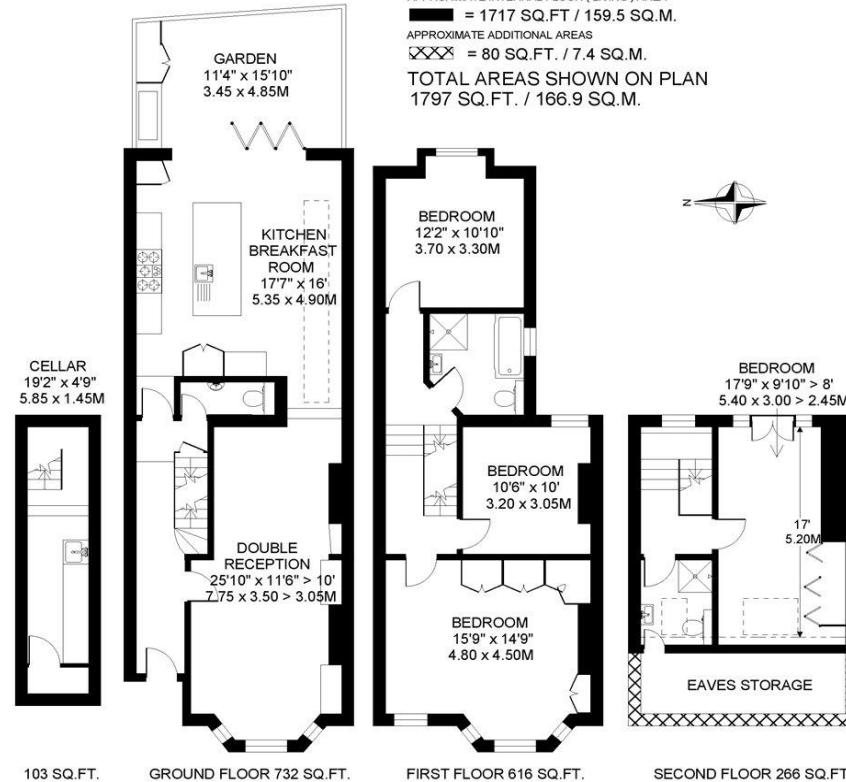 = 1717 SQ.FT / 159.5 SQ.M.
APPROXIMATE ADDITIONAL AREAS
= 80 SQ.FT. / 7.4 SQ.M.
TOTAL AREAS SHOWN ON PLAN
1797 SQ.FT. / 166.9 SQ.M.
GARDEN
11'4" x 15'10"
3.45 x 4.85M
N
KITCHEN
BREAKFAST
ROOM
17'7" x 16'
5.35 x 4.90M
BEDROOM
12'2" x 10'10"
3.70 x 3.30M
CELLAR
19'2" x 4'9"
5.85 x 1.45M
BEDROOM
17'9" x 9'10" > 8'
5.40 x 3.00 > 2.45M
BEDROOM
10'6" x 10'
3.20 x 3.05M
17'
5.20M
DOUBLE
RECEPTION
25'10" x 11'6" > 10'
7.75 x 3.50 > 3.05M
BEDROOM
15'9" x 14'9"
4.80 x 4.50M
EAVES STORAGE
103 SQ.FT.
GROUND FLOOR 732 SQ.FT.
FIRST FLOOR 616 SQ.FT.
SECOND FLOOR 266 SQ.FT